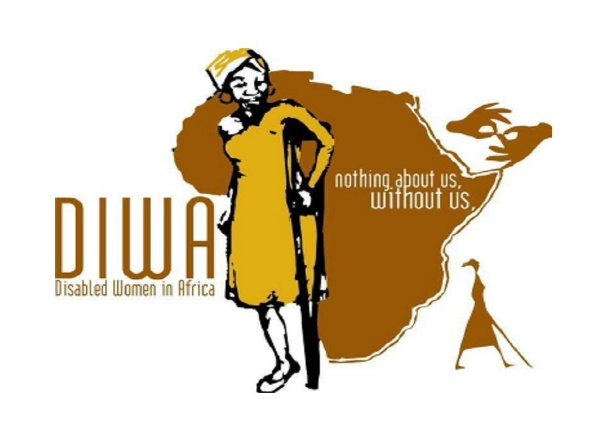 nothing about us,
without us,
DIWA
Disabled Women in Africa